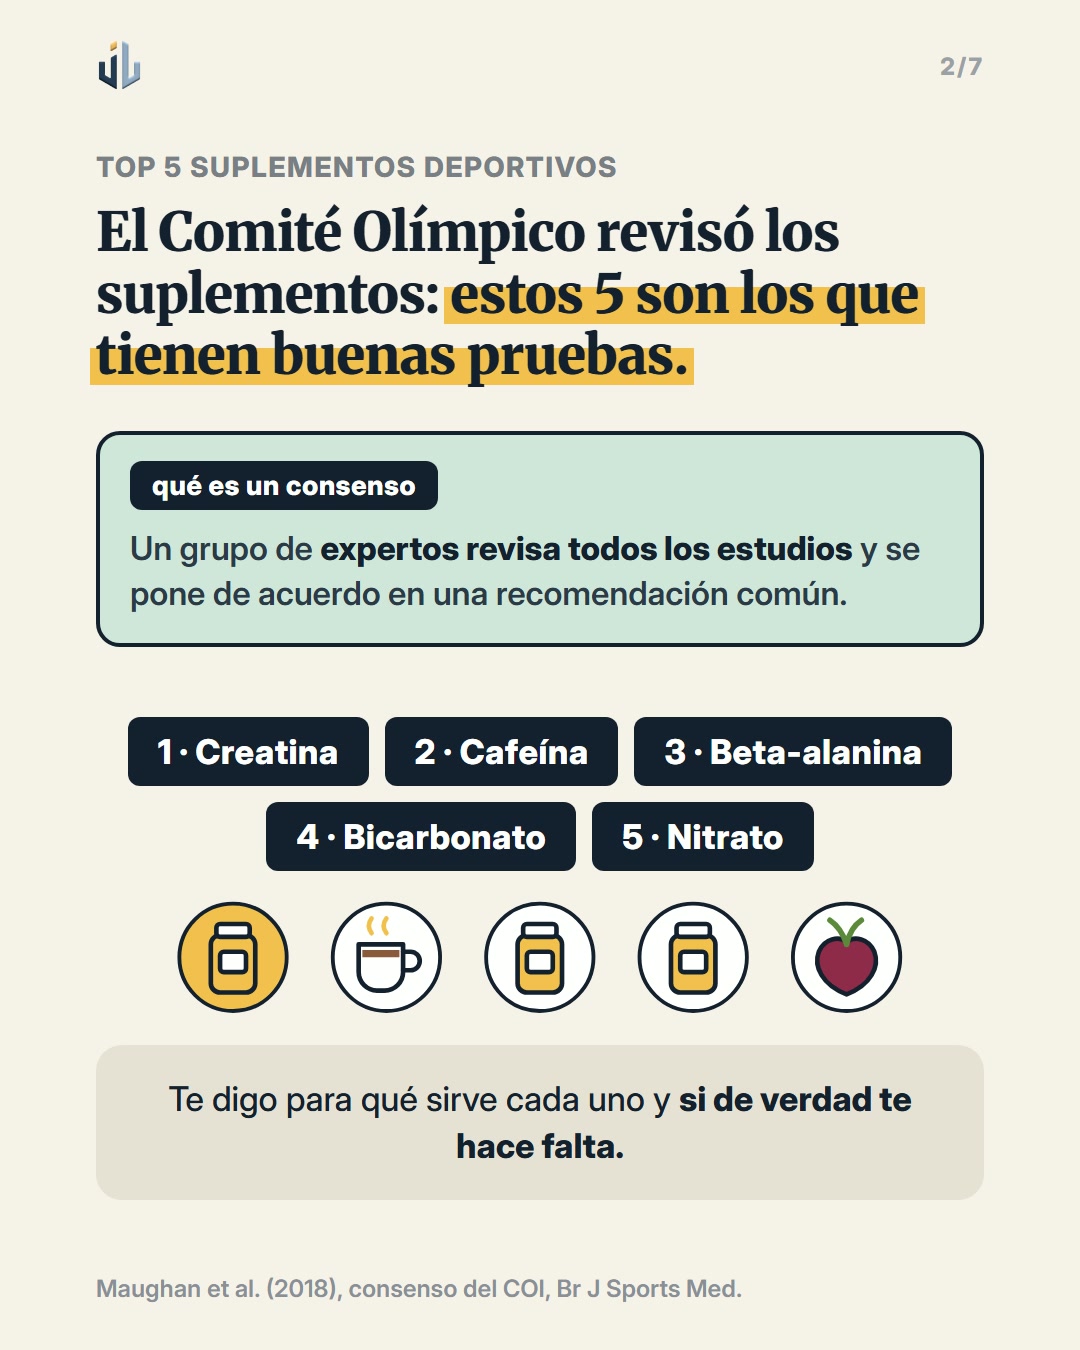 2/7
TOP 5 SUPLEMENTOS DEPORTIVOS
El Comité Olímpico revisó los
suplementos: estos 5 son los que
tienen buenas pruebas.
qué es un consenso
Un grupo de expertos revisa todos los estudios y se
pone de acuerdo en una recomendación común.
1 · Creatina
2 · Cafeína
3 · Beta-alanina
4 · Bicarbonato
5 · Nitrato
Te digo para qué sirve cada uno y si de verdad te
hace falta.
Maughan et al. (2018), consenso del COI, Br J Sports Med.